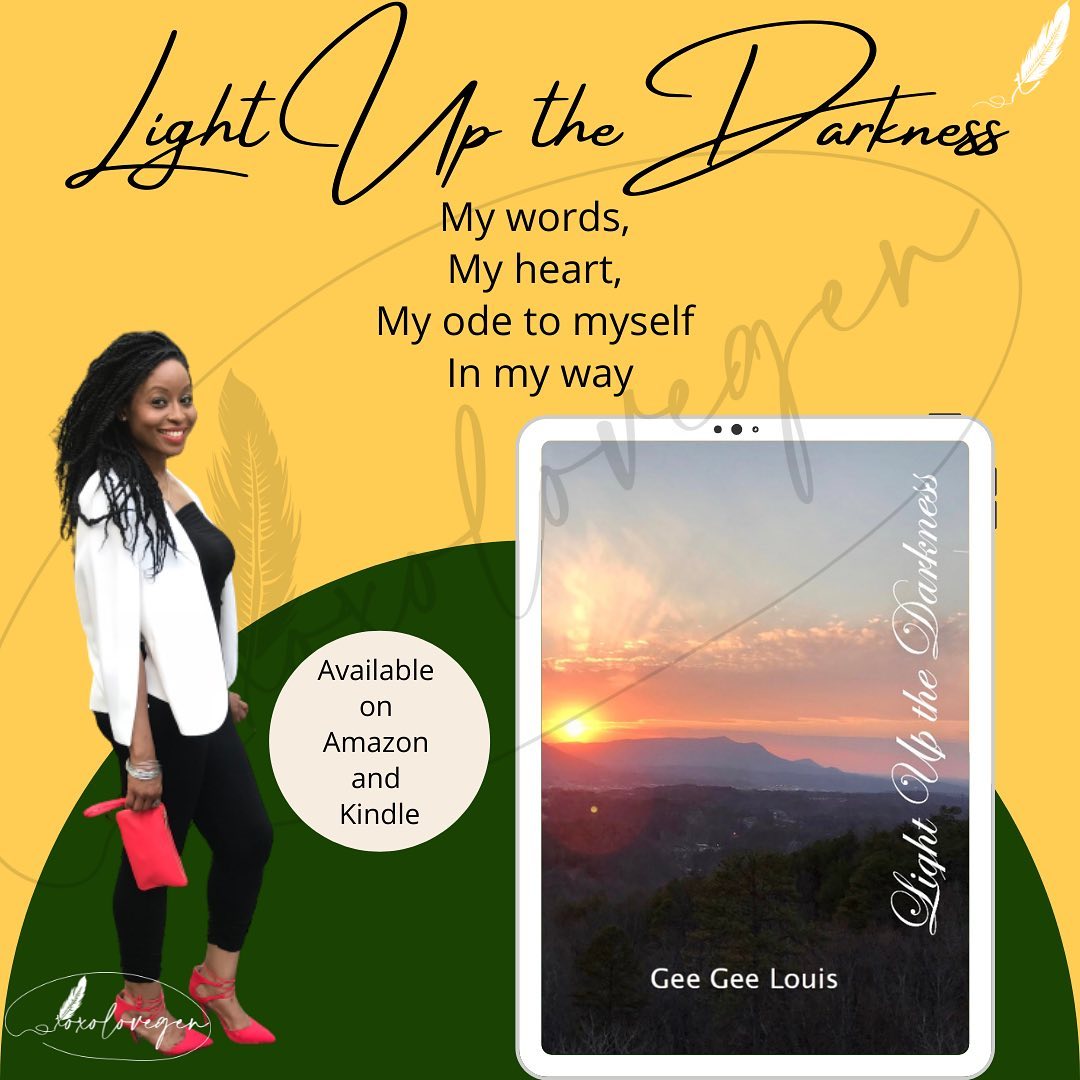 Light Up the Darkness
My words,
My heart,
My ode to myself
In my way
xoxolovegen
Available
on
Amazon
and
Kindle
Light Up the Darkness
Gee Gee Louis
xoxolovegen